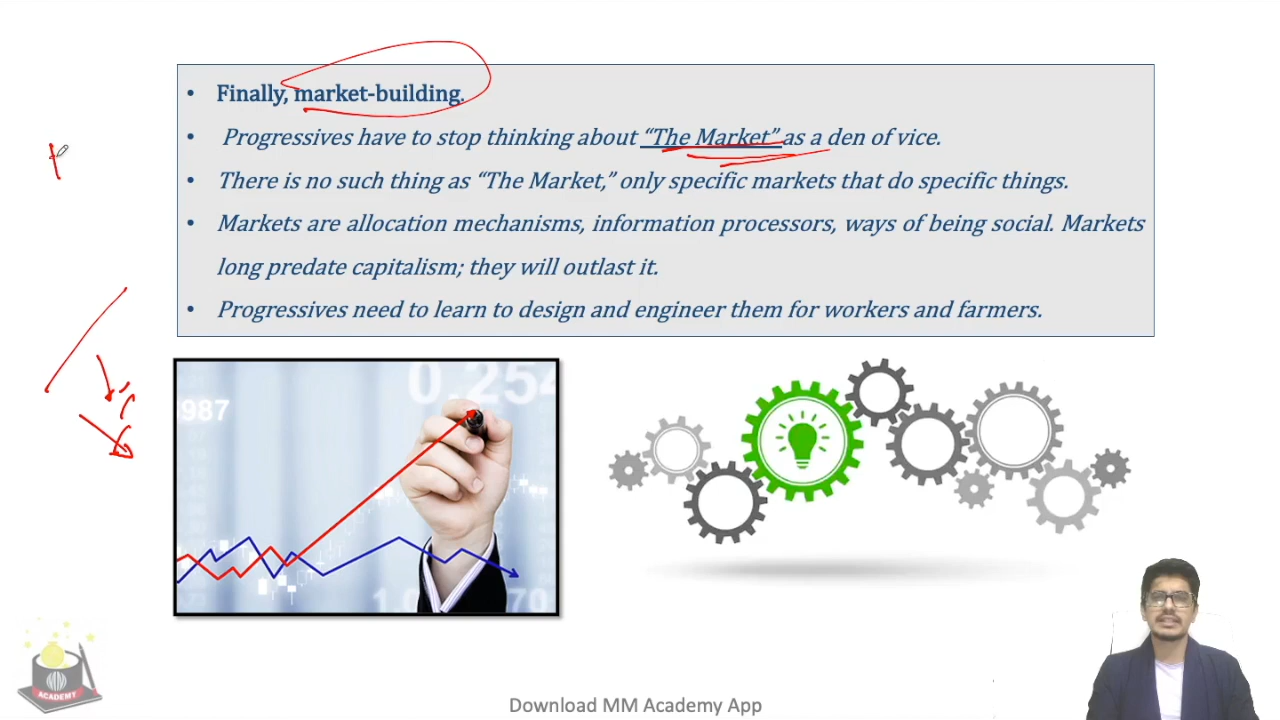 • Finally, market-building.
• Progressives have to stop thinking about “The Market” as a den of vice.
• There is no such thing as “The Market,” only specific markets that do specific things.
• Markets are allocation mechanisms, information processors, ways of being social. Markets
long predate capitalism; they will outlast it.
• Progressives need to learn to design and engineer them for workers and farmers.
0.254
987
ACADEMY
Download MM Academy App